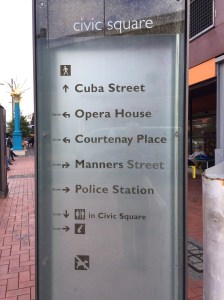 civic square
Cuba Street
Opera House
Courtenay Place
Manners Street
Police Station
in Civic Square